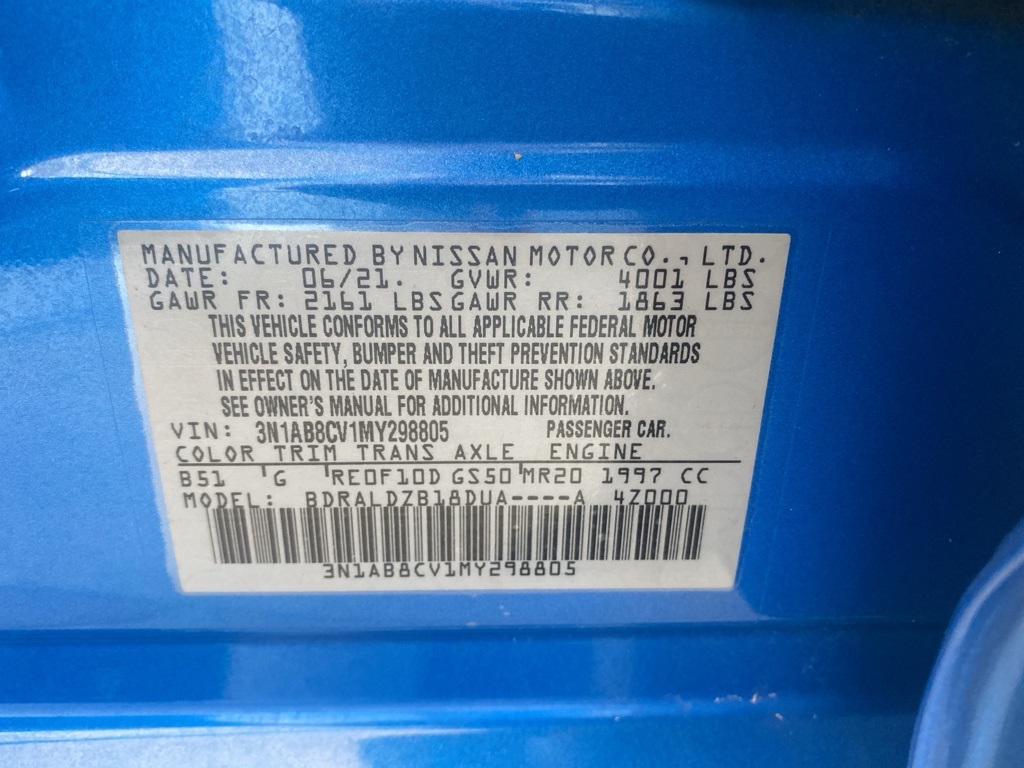 MANUFACTURED BY NISSAN MOTOR CO., LTD.
DATE: 06/21. GVWR: 4001 LBS
GAWR FR: 2161 LBS GAWR RR: 1863 LBS
THIS VEHICLE CONFORMS TO ALL APPLICABLE FEDERAL MOTOR
VEHICLE SAFETY, BUMPER AND THEFT PREVENTION STANDARDS
IN EFFECT ON THE DATE OF MANUFACTURE SHOWN ABOVE.
SEE OWNER'S MANUAL FOR ADDITIONAL INFORMATION.
VIN: 3N1AB8CV1MY298805 PASSENGER CAR.
COLOR TRIM TRANS AXLE ENGINE
B51 'G 'RE0F10D GS50'MR20 1997 CC
MODEL: BDRALDZB18DUA----A 4Z000
3N1AB8CV1MY298805